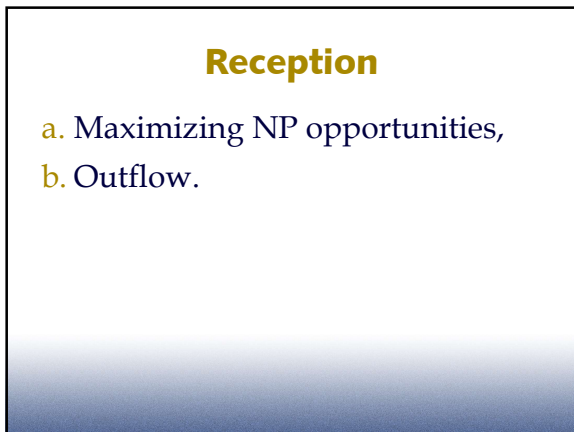 Reception
a. Maximizing NP opportunities,
b. Outflow.